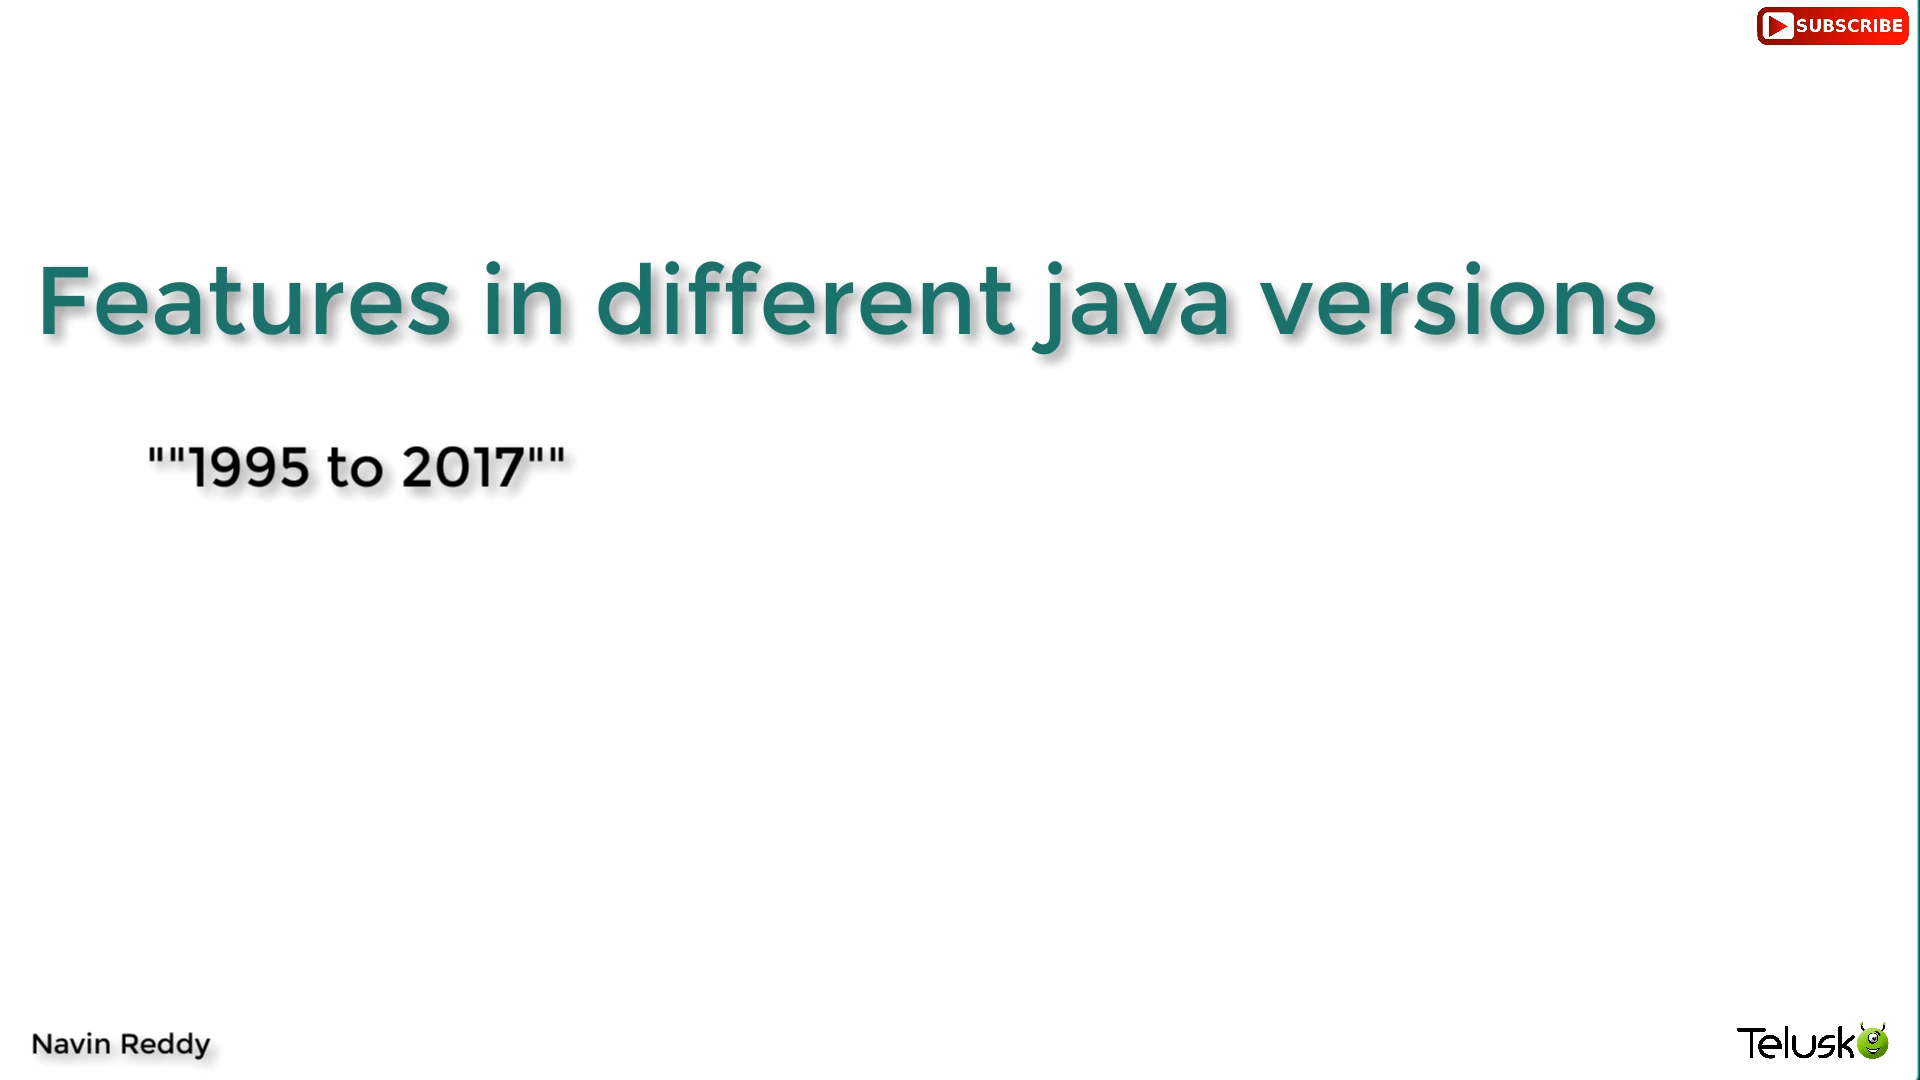 SUBSCRIBE
Features in different java versions
""1995 to 2017""
Navin Reddy
Telusko